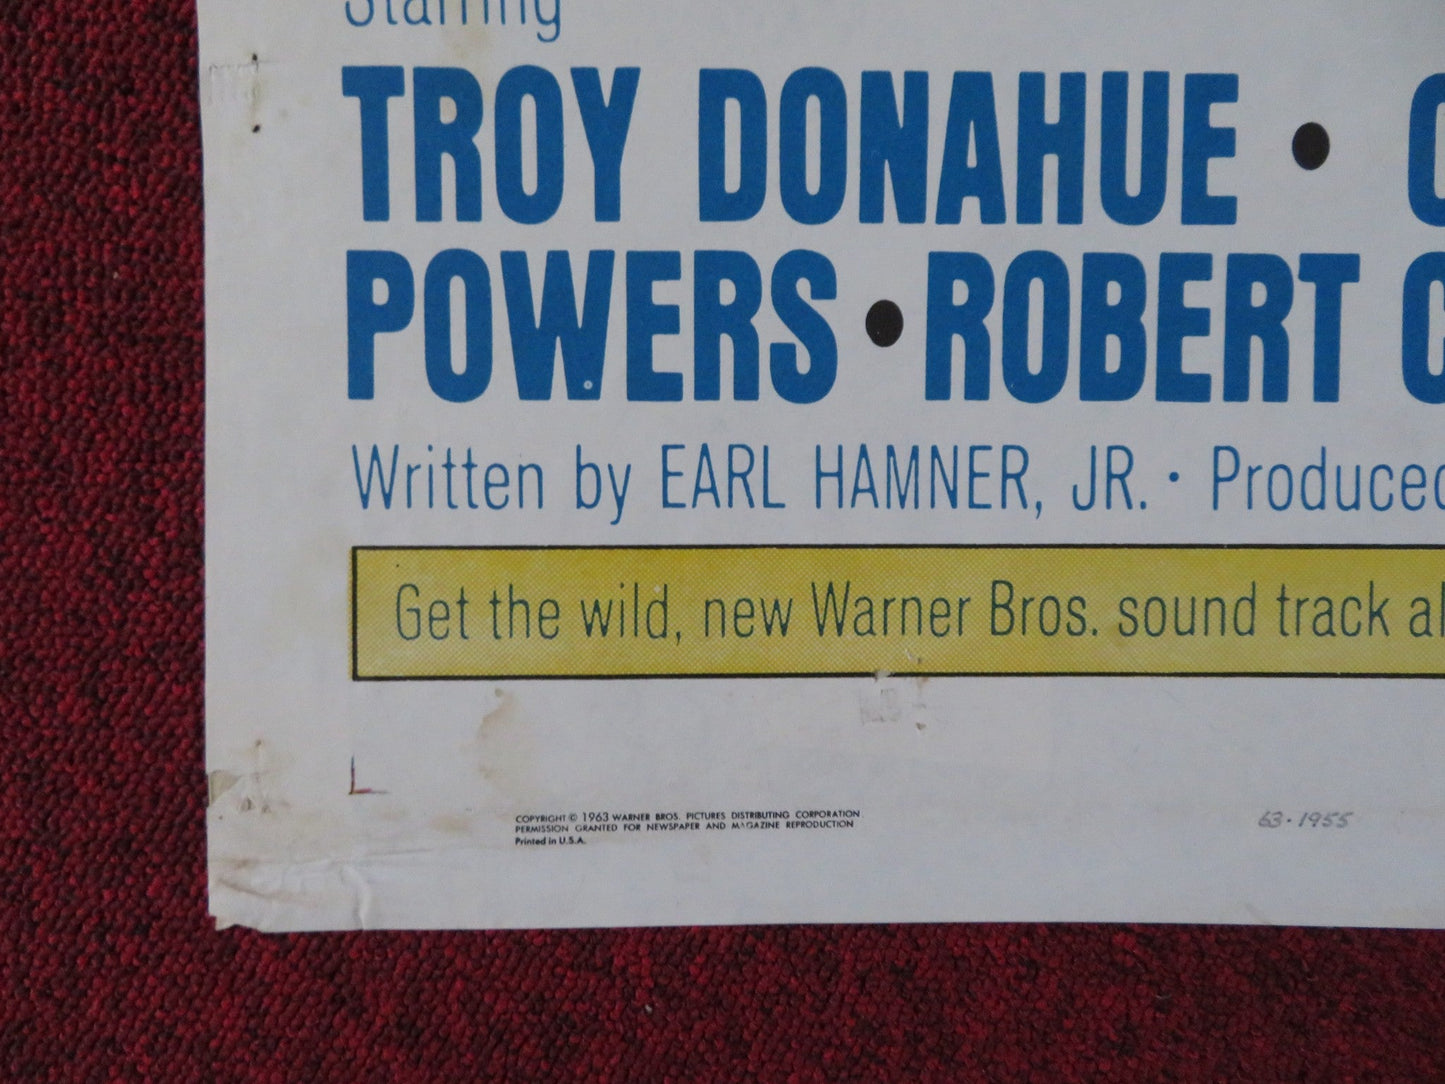 Starring
TROY DONAHUE •
POWERS • ROBERT
Written by EARL HAMNER, JR. · Produced
Get the wild, new Warner Bros. sound track al
COPYRIGHT © 1963 WARNER BROS. PICTURES DISTRIBUTING CORPORATION
PERMISSION GRANTED FOR NEWSPAPER AND MAGAZINE REPRODUCTION
Printed in U.S.A.
63·1955